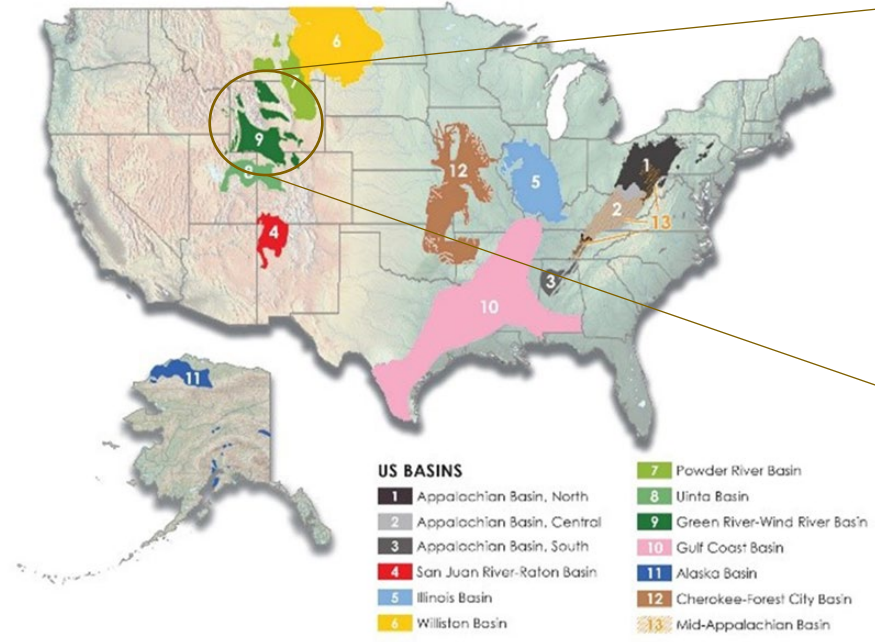 6
7
9
8
4
12
5
1
2
13
3
10
11
US BASINS
1 Appalachian Basin, North
2 Appalachian Basin, Central
3 Appalachian Basin, South
4 San Juan River-Raton Basin
5 Illinois Basin
6 Williston Basin
7 Powder River Basin
8 Uinta Basin
9 Green River-Wind River Basin
10 Gulf Coast Basin
11 Alaska Basin
12 Cherokee-Forest City Basin
13 Mid-Appalachian Basin